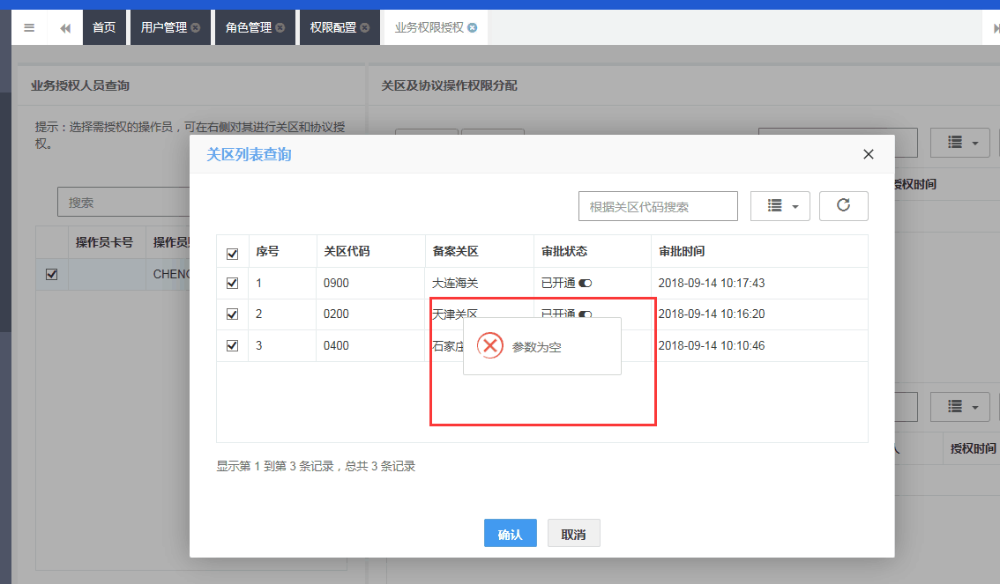 首页 用户管理 角色管理 权限配置 业务权限授权
业务授权人员查询 关区及协议操作权限分配
提示：选择需授权的操作员，可在右侧对其进行关区和协议授
权。
搜索
操作员卡号 操作员
CHENG
授权时间
授权时间
关区列表查询
根据关区代码搜索
序号 关区代码 备案关区 审批状态 审批时间
1 0900 大连海关 已开通 2018-09-14 10:17:43
2 0200 天津关区 已开通 2018-09-14 10:16:20
3 0400 石家庄 2018-09-14 10:10:46
参数为空
显示第 1 到第 3 条记录，总共 3 条记录
确认 取消